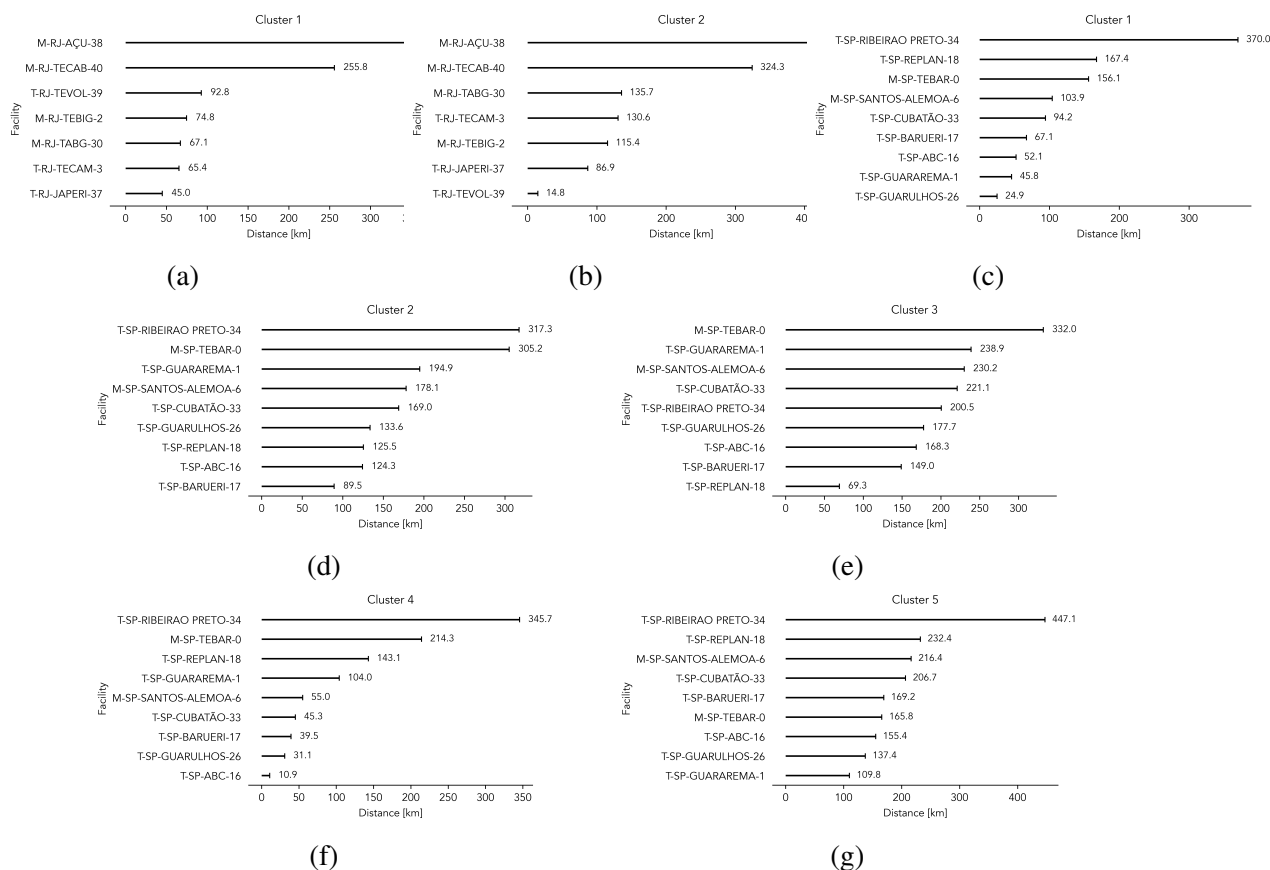 Cluster 1
Facility
M-RJ-AÇU-38
M-RJ-TECAB-40 255.8
T-RJ-TEVOL-39 92.8
M-RJ-TEBIG-2 74.8
M-RJ-TABG-30 67.1
T-RJ-TECAM-3 65.4
T-RJ-JAPERI-37 45.0
0 50 100 150 200 250 300
Distance [km]
(a)
Cluster 2
Facility
M-RJ-AÇU-38
M-RJ-TECAB-40 324.3
M-RJ-TABG-30 135.7
T-RJ-TECAM-3 130.6
M-RJ-TEBIG-2 115.4
T-RJ-JAPERI-37 86.9
T-RJ-TEVOL-39 14.8
0 100 200 300 40
Distance [km]
(b)
Cluster 1
Facility
T-SP-RIBEIRAO PRETO-34 370.0
T-SP-REPLAN-18 167.4
M-SP-TEBAR-0 156.1
M-SP-SANTOS-ALEMOA-6 103.9
T-SP-CUBATÃO-33 94.2
T-SP-BARUERI-17 67.1
T-SP-ABC-16 52.1
T-SP-GUARAREMA-1 45.8
T-SP-GUARULHOS-26 24.9
0 100 200 300
Distance [km]
(c)
Cluster 2
Facility
T-SP-RIBEIRAO PRETO-34 317.3
M-SP-TEBAR-0 305.2
T-SP-GUARAREMA-1 194.9
M-SP-SANTOS-ALEMOA-6 178.1
T-SP-CUBATÃO-33 169.0
T-SP-GUARULHOS-26 133.6
T-SP-REPLAN-18 125.5
T-SP-ABC-16 124.3
T-SP-BARUERI-17 89.5
0 50 100 150 200 250 300
Distance [km]
(d)
Cluster 3
Facility
M-SP-TEBAR-0 332.0
T-SP-GUARAREMA-1 238.9
M-SP-SANTOS-ALEMOA-6 230.2
T-SP-CUBATÃO-33 221.1
T-SP-RIBEIRAO PRETO-34 200.5
T-SP-GUARULHOS-26 177.7
T-SP-ABC-16 168.3
T-SP-BARUERI-17 149.0
T-SP-REPLAN-18 69.3
0 50 100 150 200 250 300
Distance [km]
(e)
Cluster 4
Facility
T-SP-RIBEIRAO PRETO-34 345.7
M-SP-TEBAR-0 214.3
T-SP-REPLAN-18 143.1
T-SP-GUARAREMA-1 104.0
M-SP-SANTOS-ALEMOA-6 55.0
T-SP-CUBATÃO-33 45.3
T-SP-BARUERI-17 39.5
T-SP-GUARULHOS-26 31.1
T-SP-ABC-16 10.9
0 50 100 150 200 250 300 350
Distance [km]
(f)
Cluster 5
Facility
T-SP-RIBEIRAO PRETO-34 447.1
T-SP-REPLAN-18 232.4
M-SP-SANTOS-ALEMOA-6 216.4
T-SP-CUBATÃO-33 206.7
T-SP-BARUERI-17 169.2
M-SP-TEBAR-0 165.8
T-SP-ABC-16 155.4
T-SP-GUARULHOS-26 137.4
T-SP-GUARAREMA-1 109.8
0 100 200 300 400
Distance [km]
(g)